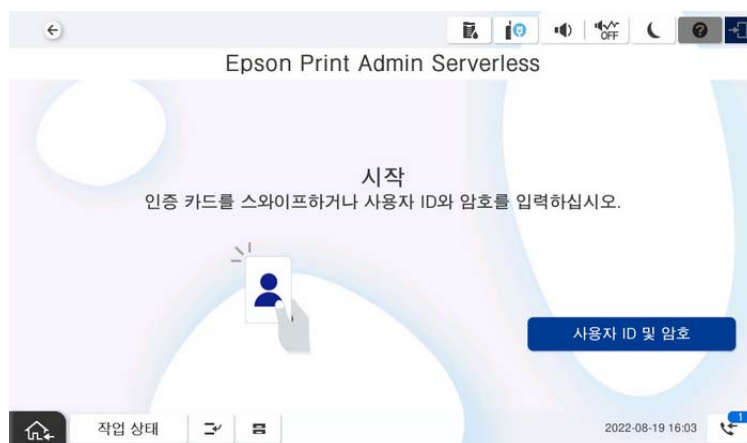 OFF
Epson Print Admin Serverless
시작
인증 카드를 스와이프하거나 사용자 ID와 암호를 입력하십시오.
사용자 ID 및 암호
작업 상태
2022-08-19 16:03
1